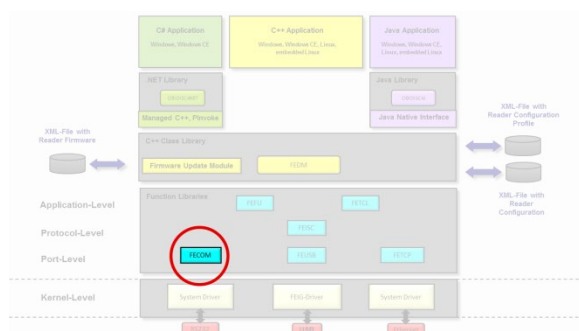 C# Application
Windows, Windows CE
C++ Application
Windows, Windows CE, Linux,
embedded Linux
Java Application
Windows, Windows CE,
Linux, embedded Linux
.NET Library
Java Library
Managed C++, PInvoke
Java Native Interface
XML-File with
Reader Firmware
C++ Class Library
Firmware Update Module
FEDM
XML-File with
Reader Configuration
Profile
XML-File with
Reader
Configuration
Application-Level
Function Libraries
FEFU
FETCL
Protocol-Level
FEISC
Port-Level
FECOM
FEUSB
FETCP
Kernel-Level
System Driver
FEIG-Driver
System Driver